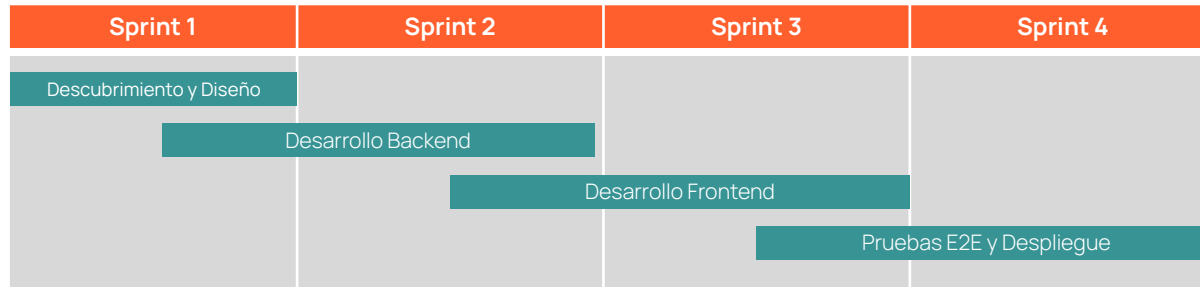 Sprint 1
Sprint 2
Sprint 3
Sprint 4
Descubrimiento y Diseño
Desarrollo Backend
Desarrollo Frontend
Pruebas E2E y Despliegue